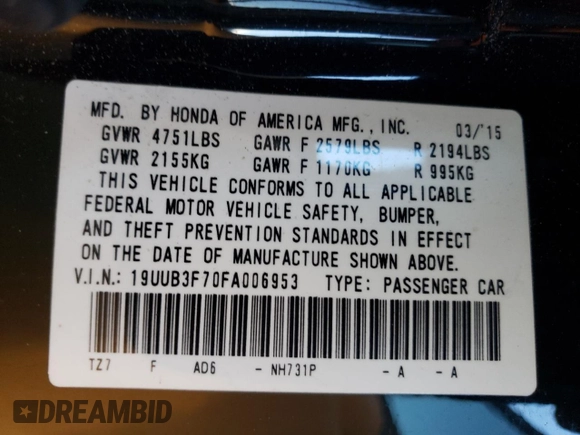 MFD. BY HONDA OF AMERICA MFG., INC. 03/'15
GVWR 4751LBS GAWR F 2579LBS R 2194LBS
GVWR 2155KG GAWR F 1170KG R 995KG
THIS VEHICLE CONFORMS TO ALL APPLICABLE
FEDERAL MOTOR VEHICLE SAFETY, BUMPER,
AND THEFT PREVENTION STANDARDS IN EFFECT
ON THE DATE OF MANUFACTURE SHOWN ABOVE.
V.I.N.: 19UUB3F70FA006953 TYPE: PASSENGER CAR
TZ7 F AD6 - NH731P - A - A
DREAMBID